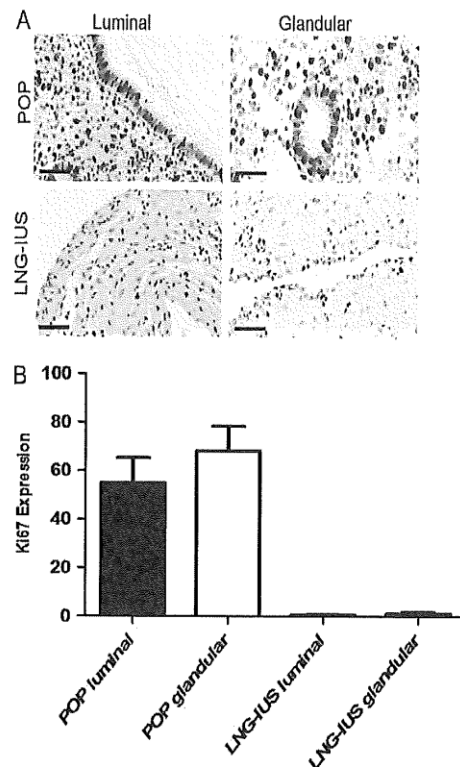 A
Luminal
Glandular
POP
LNG-IUS
B
100
80
60
40
20
0
Ki67 Expression
POP luminal
POP glandular
LNG-IUS luminal
LNG-IUS glandular